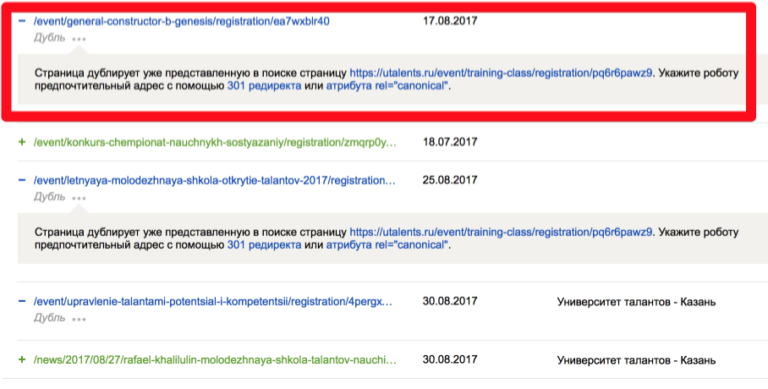 − /event/general-constructor-b-genesis/registration/ea7wxblr40 17.08.2017
Дубль •••
Страница дублирует уже представленную в поиске страницу https://utalents.ru/event/training-class/registration/pq6r6pawz9. Укажите роботу
предпочтительный адрес с помощью 301 редиректа или атрибута rel="canonical".
+ /event/konkurs-chempionat-nauchnykh-sostyazaniy/registration/zmqrp0y... 18.07.2017
− /event/letnyaya-molodezhnaya-shkola-otkrytie-talantov-2017/registration... 25.08.2017
Дубль •••
Страница дублирует уже представленную в поиске страницу https://utalents.ru/event/training-class/registration/pq6r6pawz9. Укажите роботу
предпочтительный адрес с помощью 301 редиректа или атрибута rel="canonical".
− /event/upravlenie-talantami-potentsial-i-kompetentsii/registration/4pergx... 30.08.2017 Университет талантов - Казань
Дубль •••
+ /news/2017/08/27/rafael-khalilulin-molodezhnaya-shkola-talantov-nauchi... 30.08.2017 Университет талантов - Казань